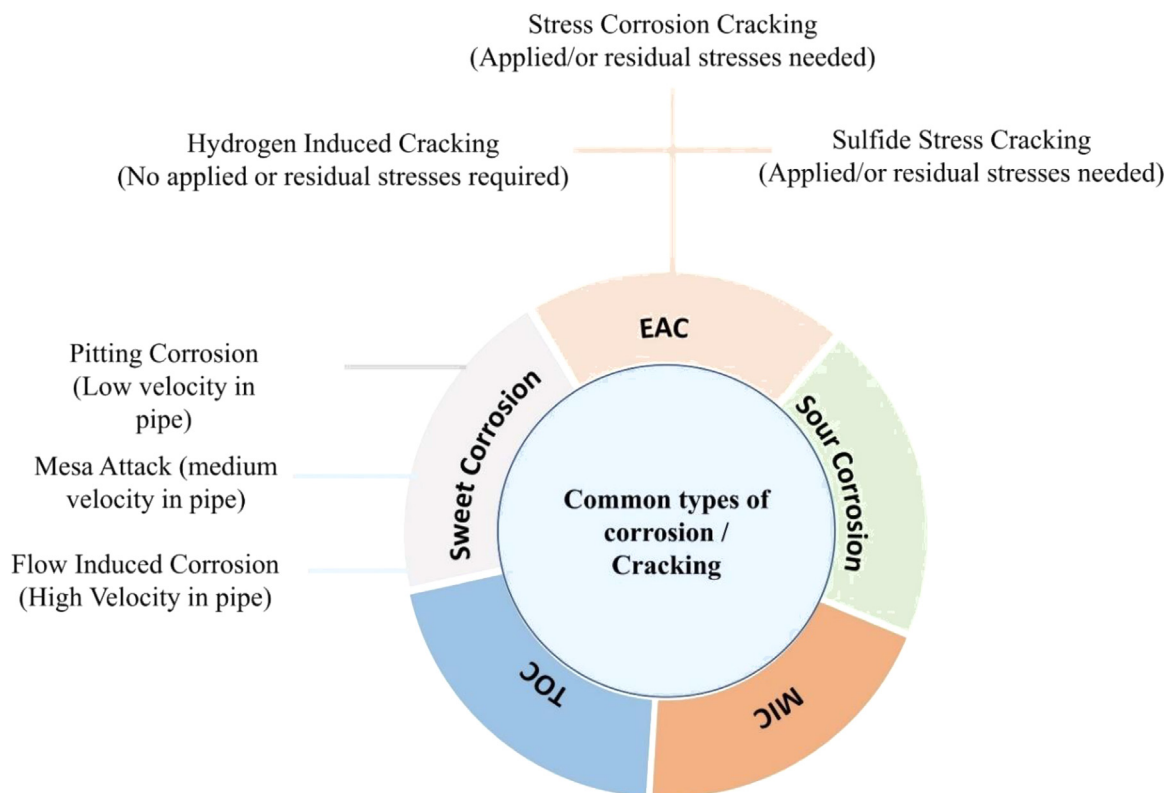 Stress Corrosion Cracking
(Applied/or residual stresses needed)
Hydrogen Induced Cracking
(No applied or residual stresses required)
Sulfide Stress Cracking
(Applied/or residual stresses needed)
EAC
Pitting Corrosion
(Low velocity in
pipe)
Mesa Attack (medium
velocity in pipe)
Flow Induced Corrosion
(High Velocity in pipe)
Sweet Corrosion
Common types of
corrosion /
Cracking
Sour Corrosion
TOC
MIC